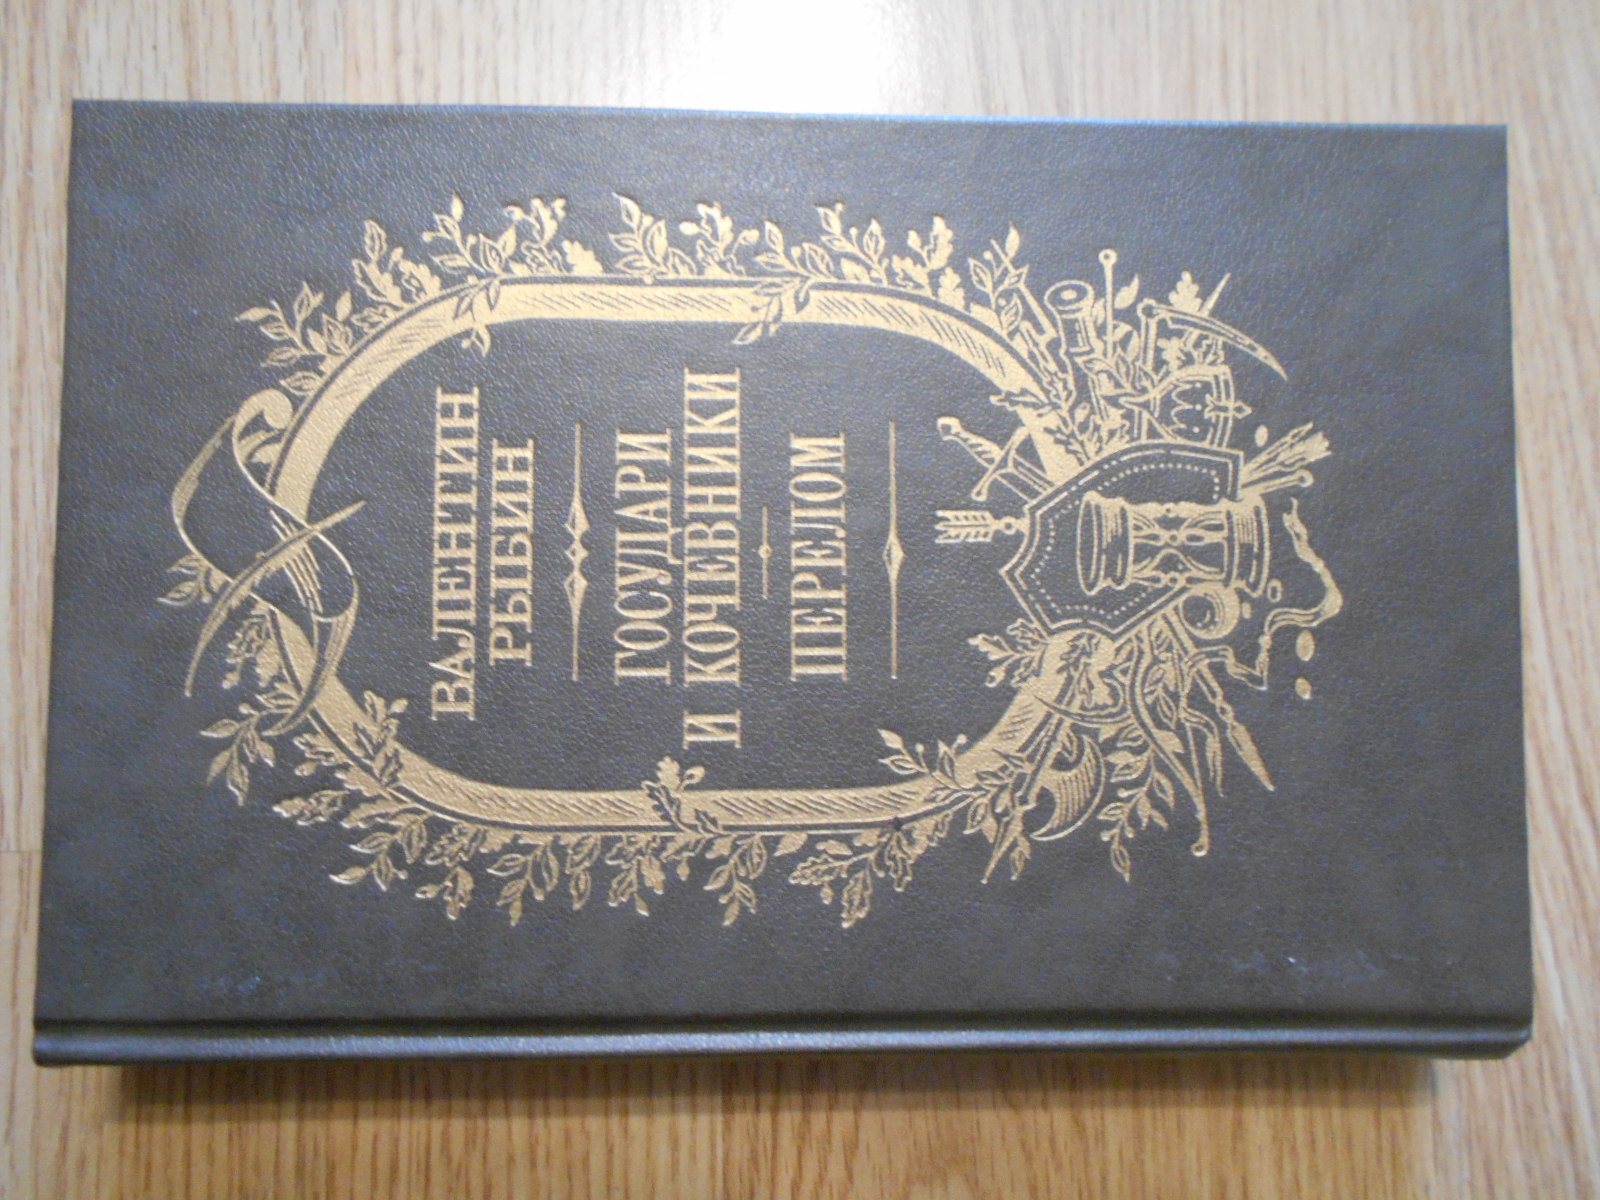 ВАЛЕНТИН
РЫБИН
ГОСУДАРИ
И КОЧЕВНИКИ
ПЕРЕЛОМ